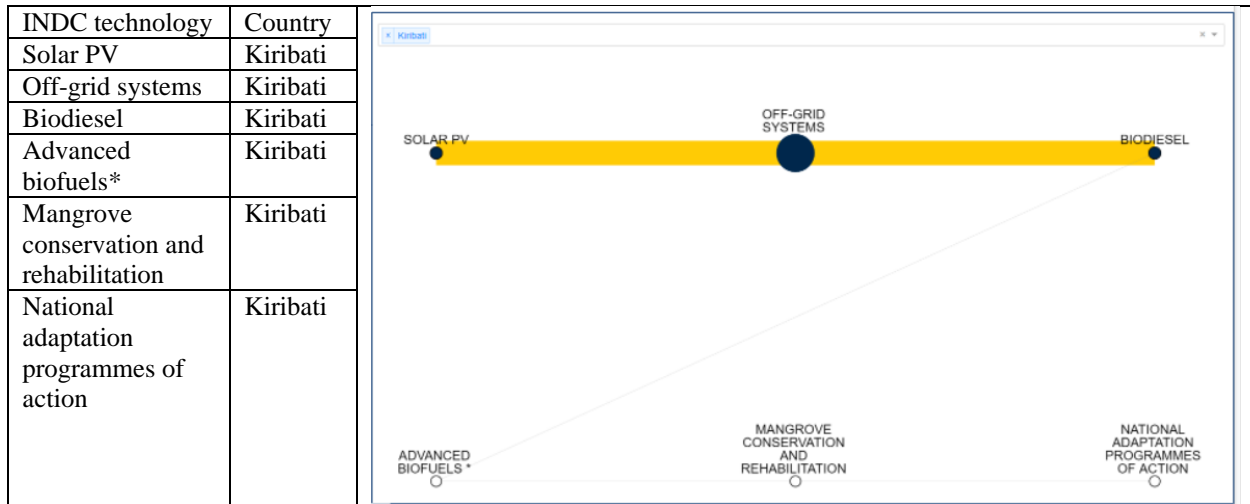 INDC technology Country
Solar PV Kiribati
Off-grid systems Kiribati
Biodiesel Kiribati
Advanced Kiribati
biofuels*
Mangrove Kiribati
conservation and
rehabilitation
National Kiribati
adaptation
programmes of
action
× Kiribati
×
SOLAR PV
OFF-GRID
SYSTEMS
BIODIESEL
ADVANCED
BIOFUELS *
MANGROVE
CONSERVATION
AND
REHABILITATION
NATIONAL
ADAPTATION
PROGRAMMES
OF ACTION